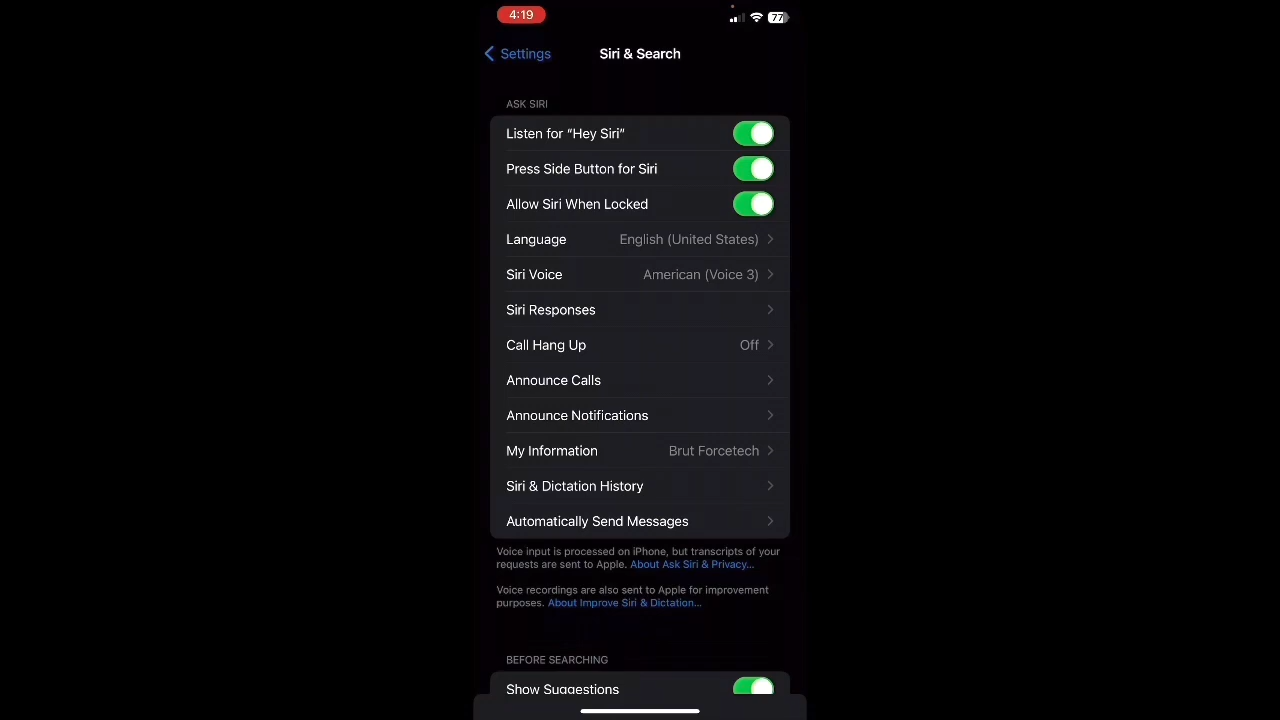 4:19
77
Settings
Siri & Search
ASK SIRI
Listen for “Hey Siri”
Press Side Button for Siri
Allow Siri When Locked
Language English (United States)
Siri Voice American (Voice 3)
Siri Responses
Call Hang Up Off
Announce Calls
Announce Notifications
My Information Brut Forcetech
Siri & Dictation History
Automatically Send Messages
Voice input is processed on iPhone, but transcripts of your
requests are sent to Apple. About Ask Siri & Privacy...
Voice recordings are also sent to Apple for improvement
purposes. About Improve Siri & Dictation...
BEFORE SEARCHING
Show Suggestions